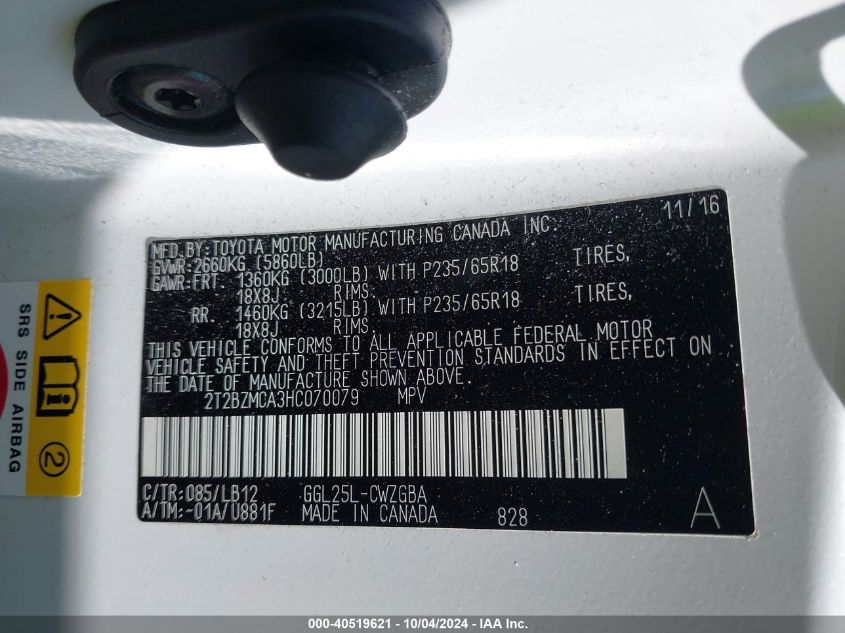 11/16
MFD.BY:TOYOTA MOTOR MANUFACTURING CANADA INC.
GVWR:2660KG (5860LB)
GAWR:FRT. 1360KG (3000LB) WITH P235/65R18 TIRES,
18X8J. RIMS.
RR. 1460KG (3215LB) WITH P235/65R18 TIRES,
18X8J. RIMS.
THIS VEHICLE CONFORMS TO ALL APPLICABLE FEDERAL MOTOR
VEHICLE SAFETY AND THEFT PREVENTION STANDARDS IN EFFECT ON
THE DATE OF MANUFACTURE SHOWN ABOVE.
2T2BZMCA3HC070079 MPV
C/TR:085/LB12 GGL25L-CWZGBA
A/TM:-01A/U881F MADE IN CANADA 828 A
SRS SIDE AIRBAG
2
000-40519621 - 10/04/2024 - IAA Inc.